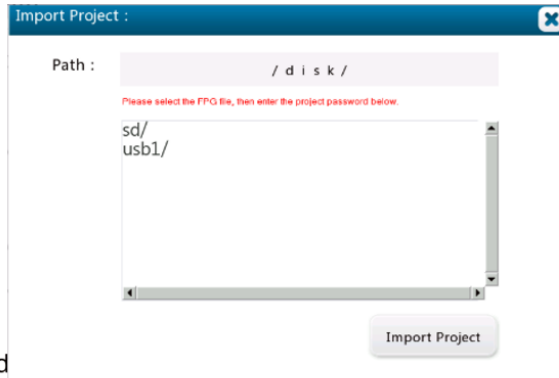 Import Project :
Path :
/ d i s k /
Please select the FPG file, then enter the project password below.
sd/
usb1/
Import Project
d